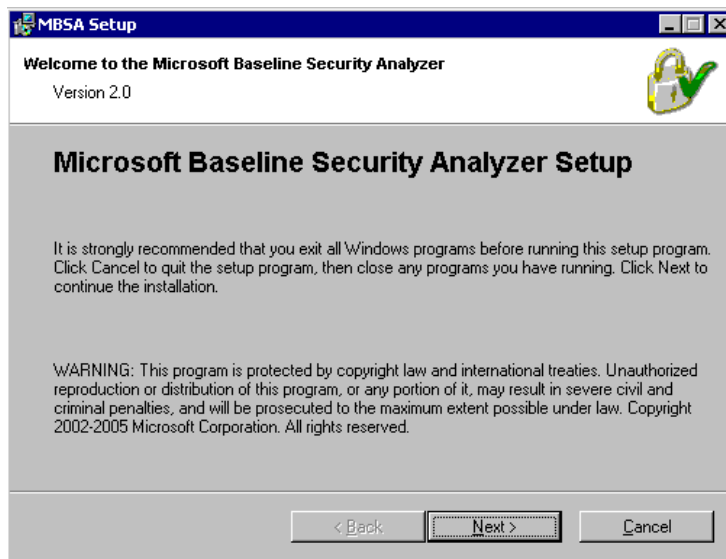 MBSA Setup
Welcome to the Microsoft Baseline Security Analyzer
Version 2.0
Microsoft Baseline Security Analyzer Setup
It is strongly recommended that you exit all Windows programs before running this setup program.
Click Cancel to quit the setup program, then close any programs you have running. Click Next to
continue the installation.
WARNING: This program is protected by copyright law and international treaties. Unauthorized
reproduction or distribution of this program, or any portion of it, may result in severe civil and
criminal penalties, and will be prosecuted to the maximum extent possible under law. Copyright
2002-2005 Microsoft Corporation. All rights reserved.
< Back Next > Cancel